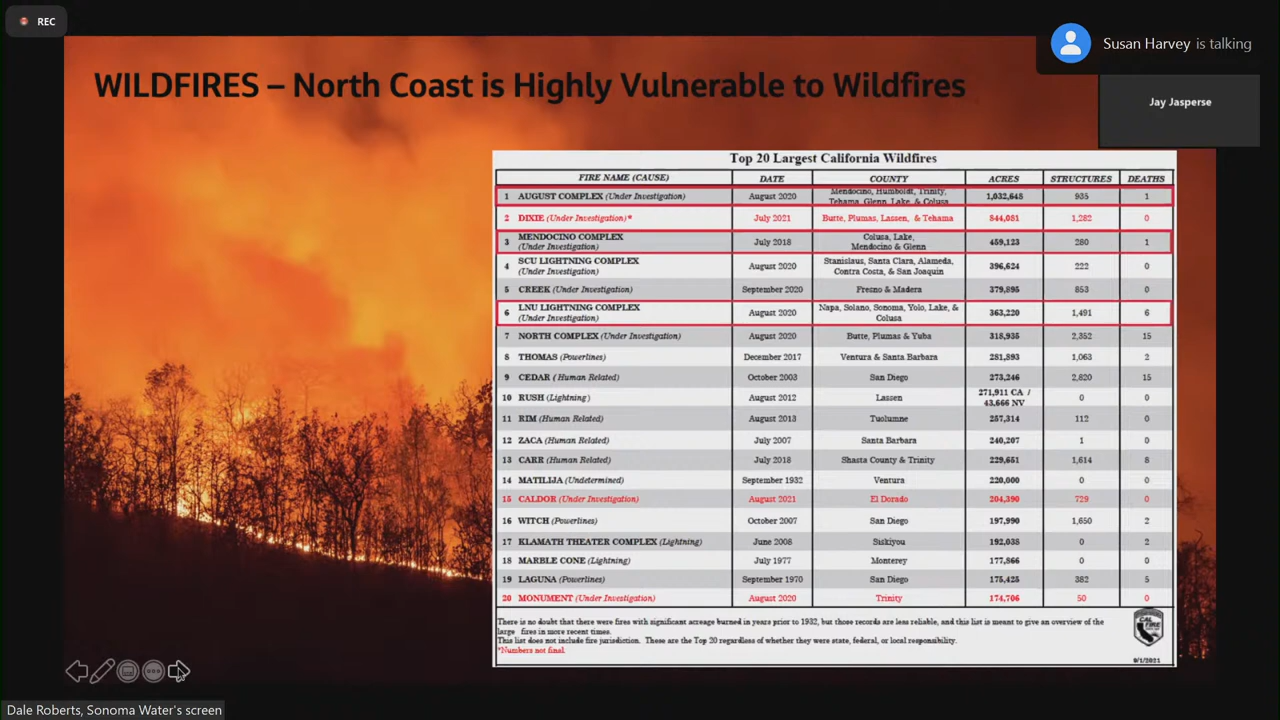 REC
Susan Harvey is talking
Jay Jasperse
WILDFIRES – North Coast is Highly Vulnerable to Wildfires
Top 20 Largest California Wildfires
FIRE NAME (CAUSE) DATE COUNTY ACRES STRUCTURES DEATHS
1 AUGUST COMPLEX (Under Investigation) August 2020 Mendocino, Humboldt, Trinity, Tehama, Glenn, Lake, & Colusa 1,032,648 935 1
2 DIXIE (Under Investigation)* July 2021 Butte, Plumas, Lassen, & Tehama 844,081 1,282 0
3 MENDOCINO COMPLEX (Under Investigation) July 2018 Colusa, Lake, Mendocino & Glenn 459,123 280 1
4 SCU LIGHTNING COMPLEX (Under Investigation) August 2020 Stanislaus, Santa Clara, Alameda, Contra Costa, & San Joaquin 396,624 222 0
5 CREEK (Under Investigation) September 2020 Fresno & Madera 379,895 853 0
6 LNU LIGHTNING COMPLEX (Under Investigation) August 2020 Napa, Solano, Sonoma, Yolo, Lake, & Colusa 363,220 1,491 6
7 NORTH COMPLEX (Under Investigation) August 2020 Butte, Plumas & Yuba 318,935 2,352 15
8 THOMAS (Powerlines) December 2017 Ventura & Santa Barbara 281,893 1,063 2
9 CEDAR ( Human Related) October 2003 San Diego 273,246 2,820 15
10 RUSH (Lightning ) August 2012 Lassen 271,911 CA / 43,666 NV 0 0
11 RIM (Human Related) August 2013 Tuolumne 257,314 112 0
12 ZACA (Human Related) July 2007 Santa Barbara 240,207 1 0
13 CARR (Human Related) July 2018 Shasta County & Trinity 229,651 1,614 8
14 MATILIJA (Undetermined) September 1932 Ventura 220,000 0 0
15 CALDOR (Under Investigation) August 2021 El Dorado 204,390 729 0
16 WITCH (Powerlines) October 2007 San Diego 197,990 1,650 2
17 KLAMATH THEATER COMPLEX (Lightning) June 2008 Siskiyou 192,038 0 2
18 MARBLE CONE (Lightning) July 1977 Monterey 177,866 0 0
19 LAGUNA (Powerlines) September 1970 San Diego 175,425 382 5
20 MONUMENT (Under Investigation) August 2020 Trinity 174,706 50 0
There is no doubt that there were fires with significant acreage burned in years prior to 1932, but those records are less reliable, and this list is meant to give an overview of the
large fires in more recent times.
This list does not include fire jurisdiction. These are the Top 20 regardless of whether they were state, federal, or local responsibility.
*Numbers not final.
CAL FIRE
9/1/2021
Dale Roberts, Sonoma Water's screen